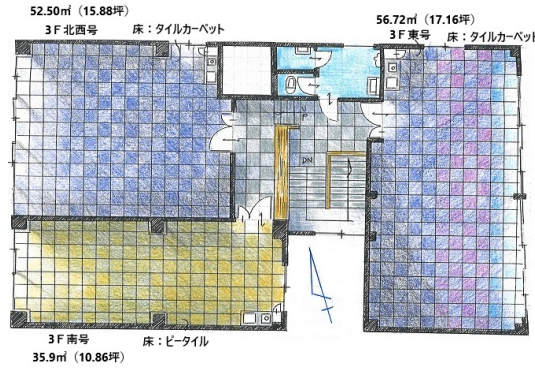 52.50㎡（15.88坪）
3Ｆ北西号 床：タイルカーペット
56.72㎡（17.16坪）
3Ｆ東号 床：タイルカーペット
DN
3Ｆ南号 床：ピータイル
35.9㎡（10.86坪）